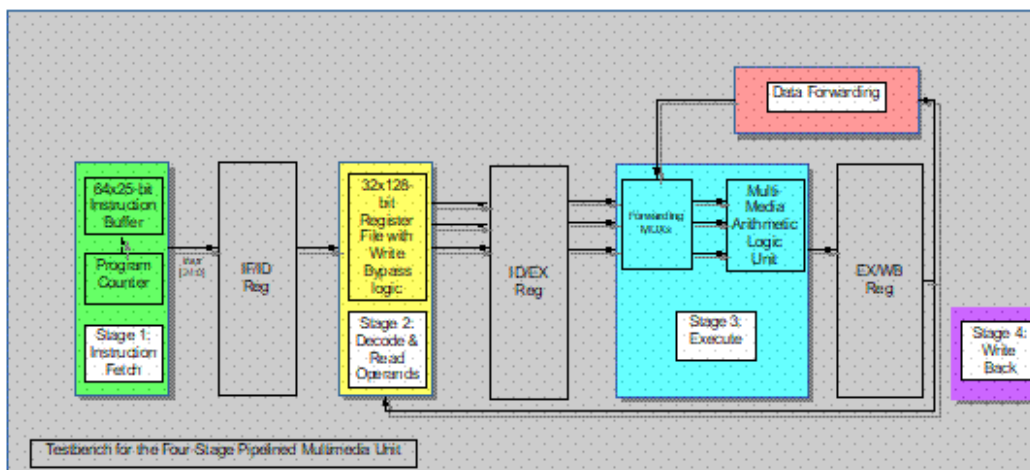 Data Forwarding
64x25-bit
Instruction
Buffer
Program
Counter
Stage 1:
Instruction
Fetch
[24:0]
IF/ID
Reg
32x128-
bit
Register
File with
Write
Bypass
logic
Stage 2:
Decode &
Read
Operands
ID/EX
Reg
Forwarding
MUXs
Multi-
Media
Arithmetic
Logic
Unit
Stage 3:
Execute
EX/WB
Reg
Stage 4:
Write
Back
Testbench for the Four-Stage Pipelined Multimedia Unit